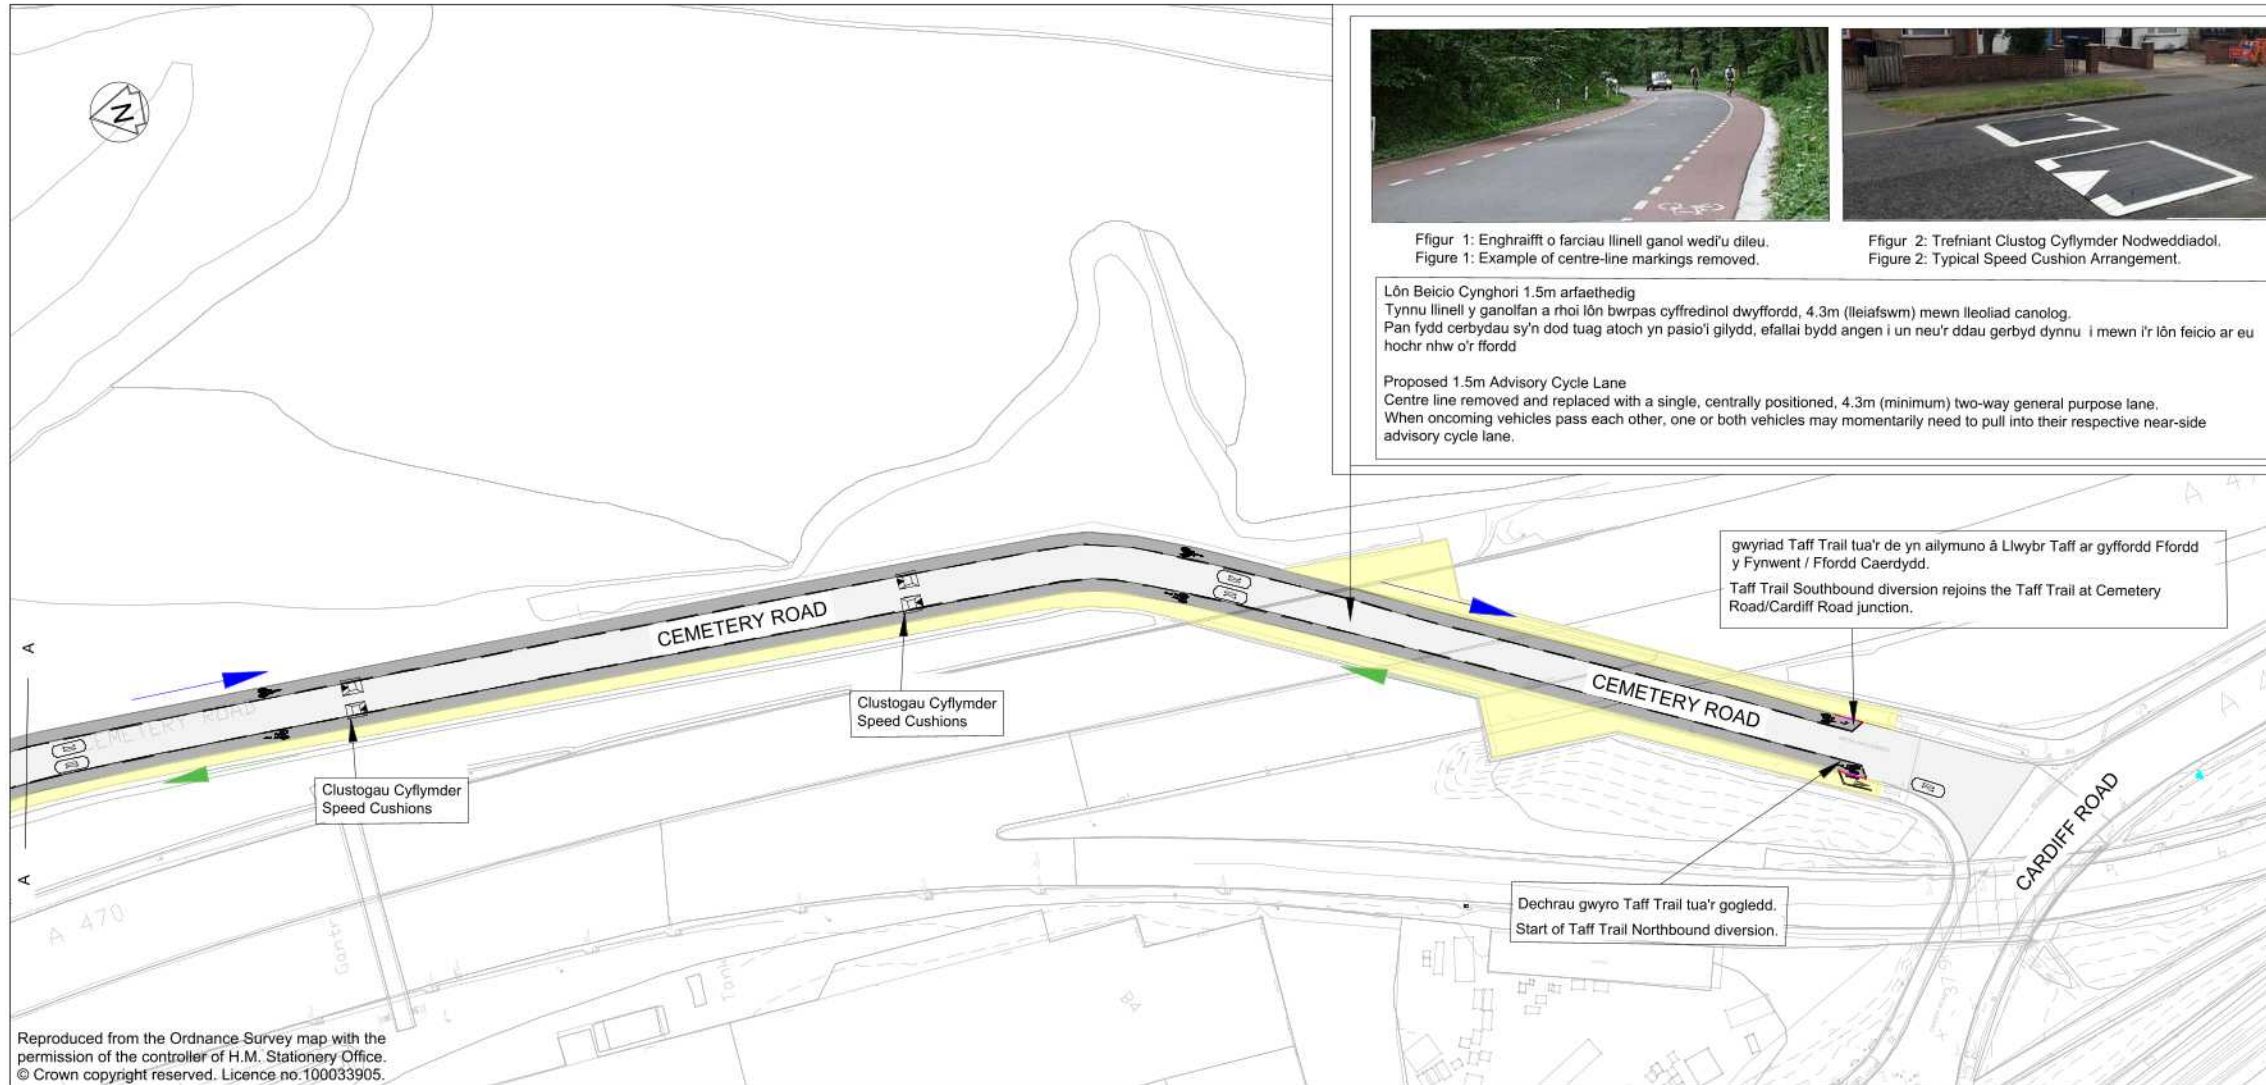 N
Ffigur 1: Enghraifft o farciau llinell ganol wedi'u dileu.
Figure 1: Example of centre-line markings removed.
Ffigur 2: Trefniant Clustog Cyflymder Nodweddiadol.
Figure 2: Typical Speed Cushion Arrangement.
Lôn Beicio Cynghori 1.5m arfaethedig
Tynnu llinell y ganolfan a rhoi lôn bwrpas cyffredinol dwyffordd, 4.3m (lleiafswm) mewn lleoliad canolog.
Pan fydd cerbydau sy'n dod tuag atoch yn pasio'i gilydd, efallai bydd angen i un neu'r ddau gerbyd dynnu i mewn i'r lôn feicio ar eu
hochr nhw o'r ffordd
Proposed 1.5m Advisory Cycle Lane
Centre line removed and replaced with a single, centrally positioned, 4.3m (minimum) two-way general purpose lane.
When oncoming vehicles pass each other, one or both vehicles may momentarily need to pull into their respective near-side
advisory cycle lane.
gwyriad Taff Trail tua'r de yn ailymuno â Llwybr Taff ar gyffordd Ffordd
y Fynwent / Ffordd Caerdydd.
Taff Trail Southbound diversion rejoins the Taff Trail at Cemetery
Road/Cardiff Road junction.
CEMETERY ROAD
CEMETERY ROAD
CEMETERY ROAD
Clustogau Cyflymder
Speed Cushions
Clustogau Cyflymder
Speed Cushions
A
A
A 470
Gantry
Tank
CARDIFF ROAD
Dechrau gwyro Taff Trail tua'r gogledd.
Start of Taff Trail Northbound diversion.
Reproduced from the Ordnance Survey map with the
permission of the controller of H.M. Stationery Office.
© Crown copyright reserved. Licence no.100033905.